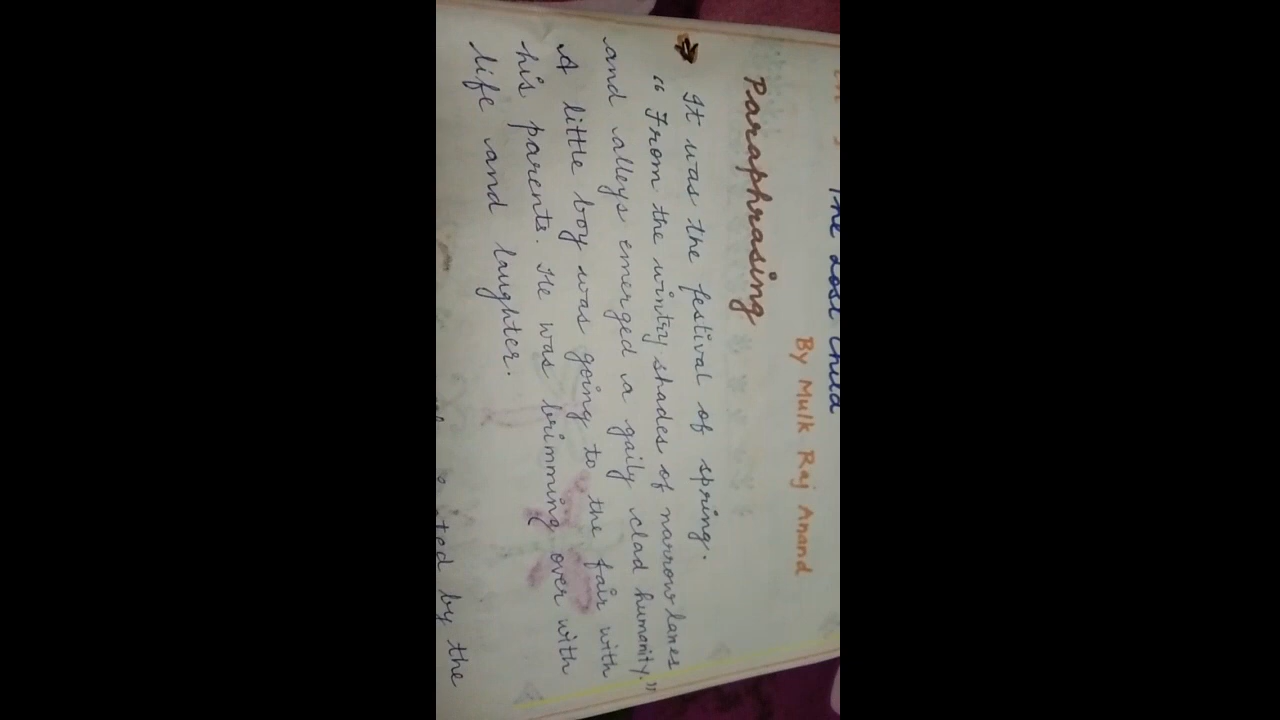 The Lost Child
By Mulk Raj Anand
Paraphrasing
It was the festival of spring.
"From the wintry shades of narrow lanes
and alleys emerged a gaily clad humanity."
A little boy was going to the fair with
his parents. He was brimming over with
life and laughter.
by the